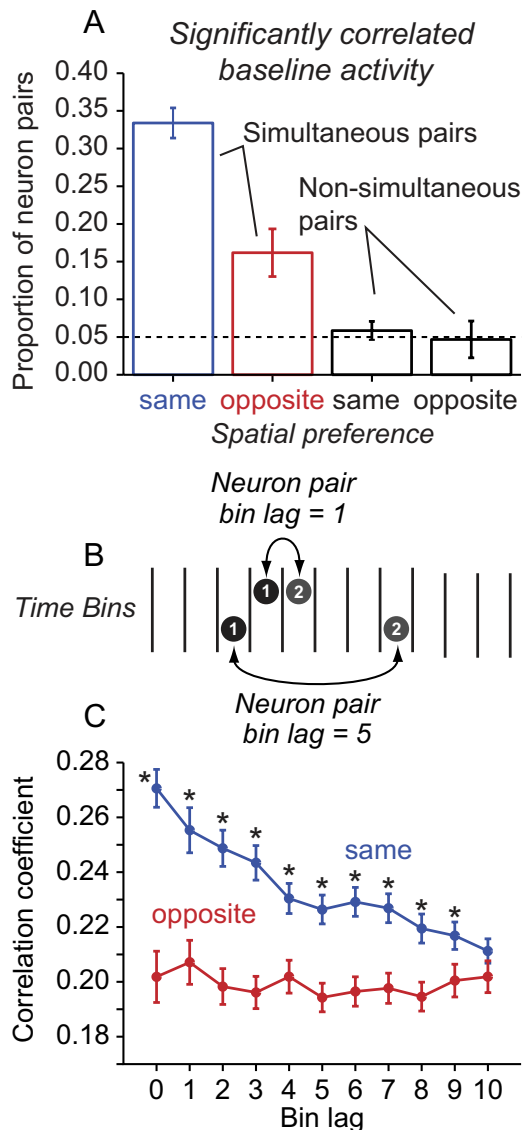 A
Significantly correlated
baseline activity
Proportion of neuron pairs
0.40
0.35
0.30
0.25
0.20
0.15
0.10
0.05
0.00
Simultaneous pairs
Non-simultaneous
pairs
same opposite same opposite
Spatial preference
Neuron pair
bin lag = 1
B
Time Bins
1 2
1 2
Neuron pair
bin lag = 5
C
Correlation coefficient
0.28
0.26
0.24
0.22
0.20
0.18
* * * * * * * * * *
same
opposite
0 1 2 3 4 5 6 7 8 9 10
Bin lag